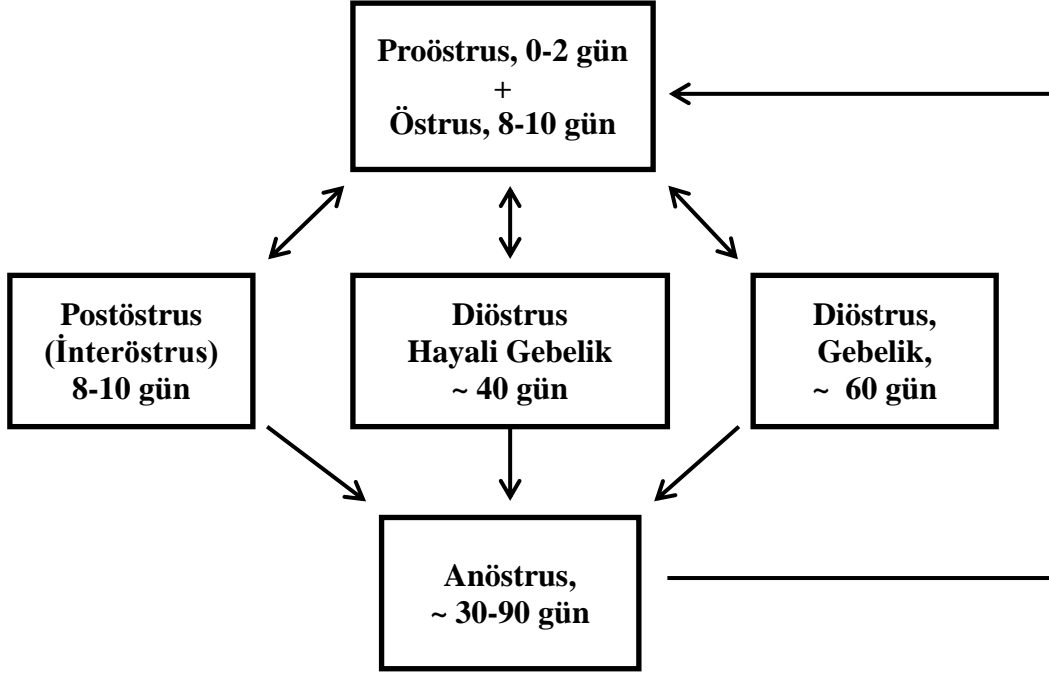 Proöstrus, 0-2 gün
+
Östrus, 8-10 gün
Postöstrus
(İnteröstrus)
8-10 gün
Diöstrus
Hayali Gebelik
~ 40 gün
Diöstrus,
Gebelik,
~ 60 gün
Anöstrus,
~ 30-90 gün